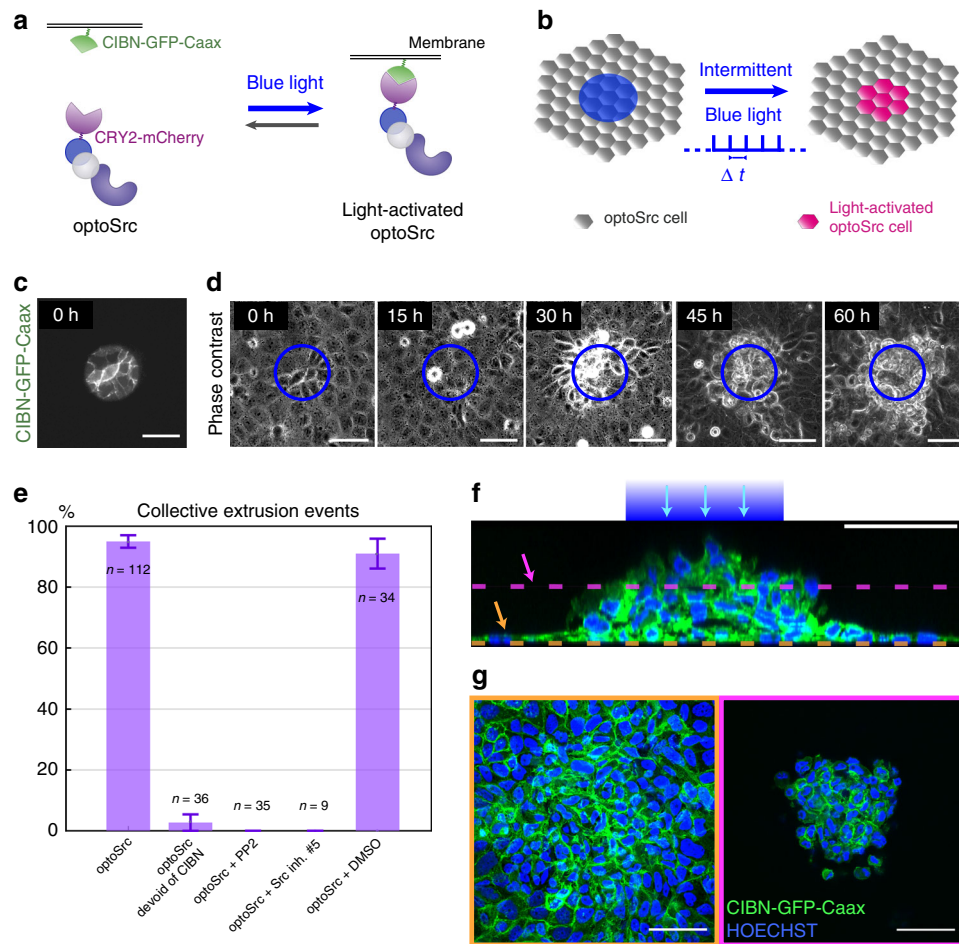 a
CIBN-GFP-Caax
CRY2-mCherry
optoSrc
Blue light
Membrane
Light-activated
optoSrc
b
Intermittent
Blue light
Δ t
optoSrc cell
Light-activated
optoSrc cell
c
CIBN-GFP-Caax
0 h
d
Phase contrast
0 h
15 h
30 h
45 h
60 h
e
%
Collective extrusion events
100
80
60
40
20
0
n = 112
n = 36
n = 35
n = 9
n = 34
optoSrc
optoSrc
devoid of CIBN
optoSrc + PP2
optoSrc + Src inh. #5
optoSrc + DMSO
f
g
CIBN-GFP-Caax
HOECHST